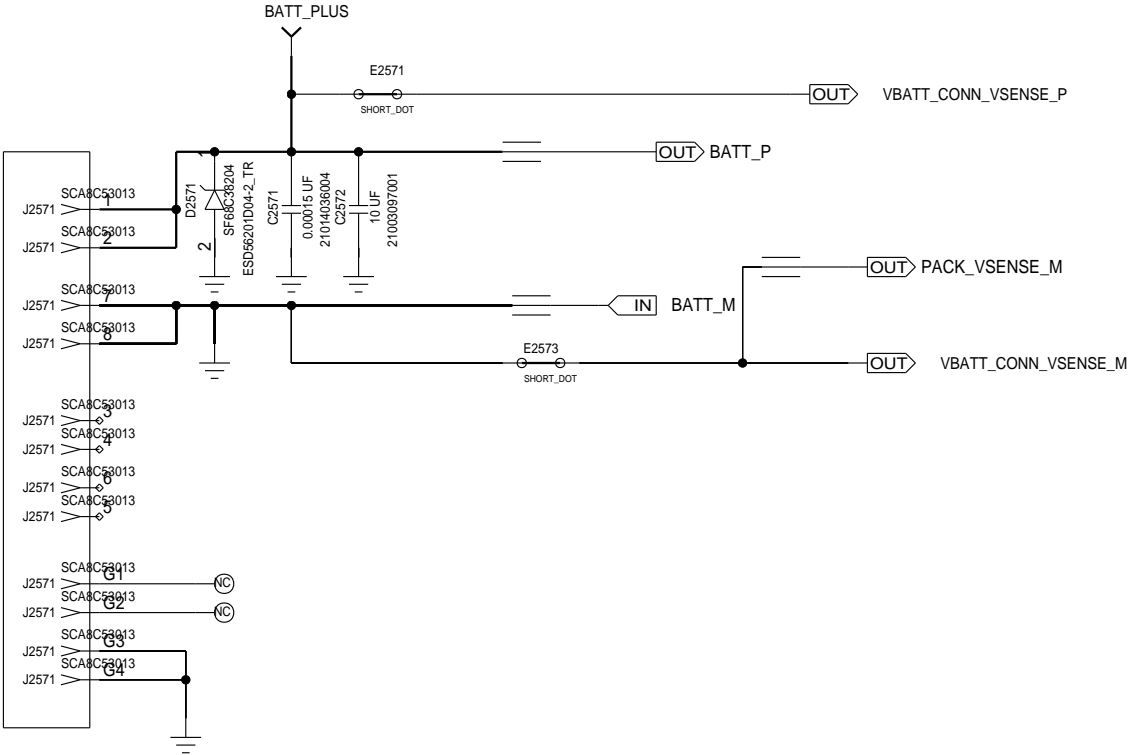 BATT_PLUS
E2571
SHORT_DOT
OUT
VBATT_CONN_VSENSE_P
OUT
BATT_P
1
D2571
2
SF68C38204
ESD56201D04-2_TR
C2571
0.00015 UF
21014036004
C2572
10 UF
21003097001
SCA8C53013
J2571
1
SCA8C53013
J2571
2
OUT
PACK_VSENSE_M
SCA8C53013
J2571
7
IN
BATT_M
SCA8C53013
J2571
8
E2573
SHORT_DOT
OUT
VBATT_CONN_VSENSE_M
SCA8C53013
J2571
3
SCA8C53013
J2571
4
SCA8C53013
J2571
6
SCA8C53013
J2571
5
SCA8C53013
J2571
G1
NC
SCA8C53013
J2571
G2
NC
SCA8C53013
J2571
G3
SCA8C53013
J2571
G4